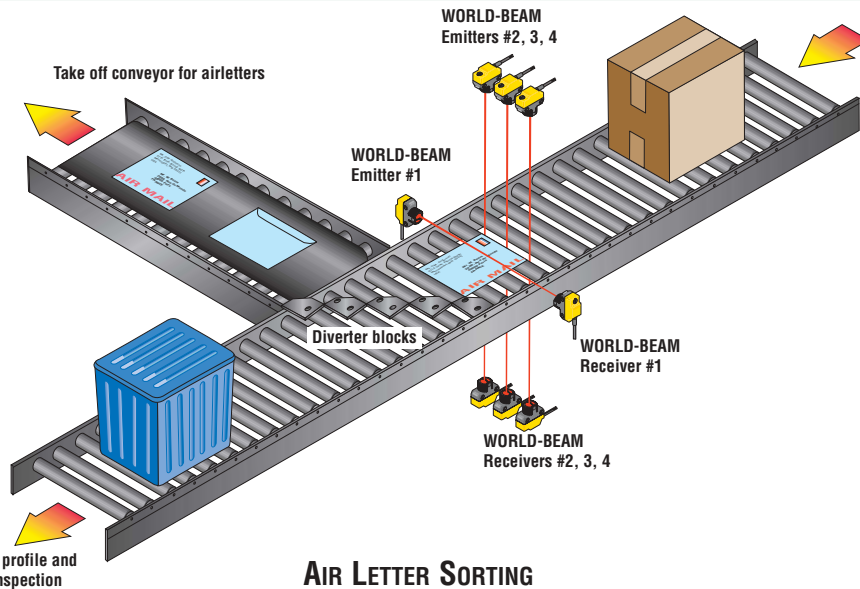 WORLD-BEAM
Emitters #2, 3, 4
Take off conveyor for airletters
WORLD-BEAM
Emitter #1
AIR MAIL
AIR MAIL
Diverter blocks
WORLD-BEAM
Receiver #1
WORLD-BEAM
Receivers #2, 3, 4
profile and
AIR LETTER SORTING